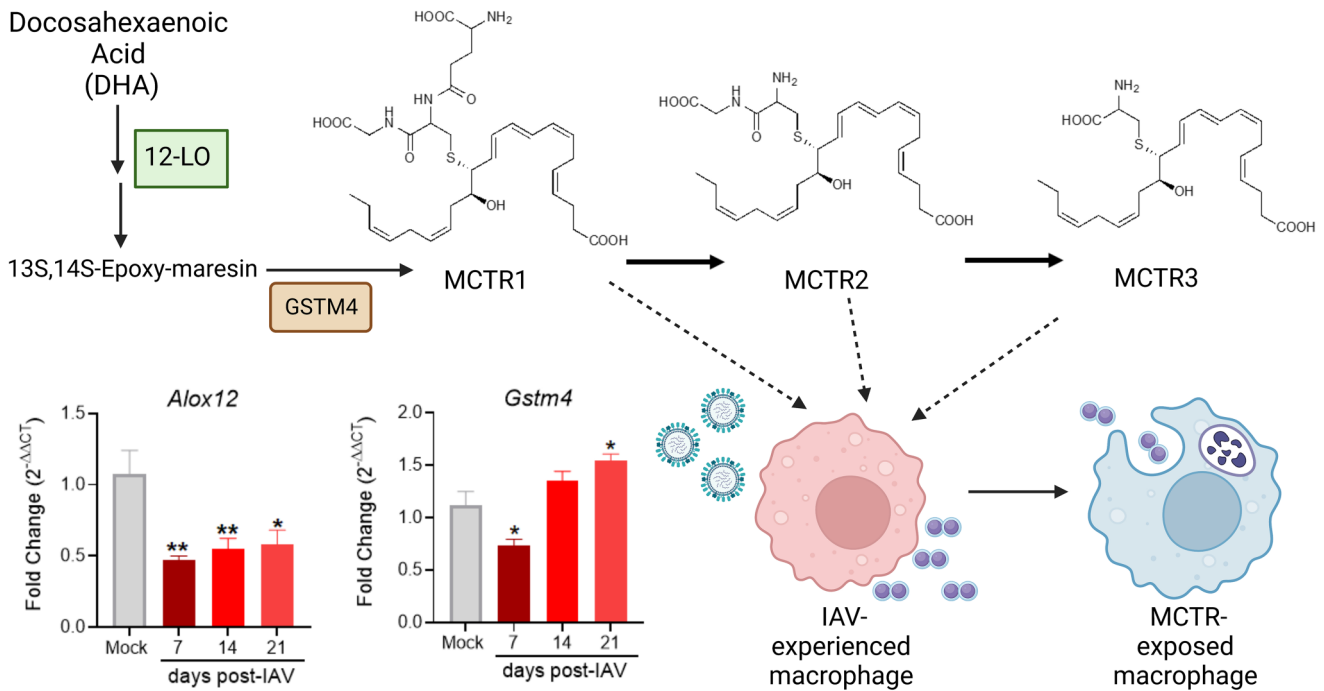 Docosahexaenoic
Acid
(DHA)
12-LO
13S,14S-Epoxy-maresin
GSTM4
HOOC
NH2
O
HN
H
N
HOOC
O
S
OH
COOH
MCTR1
NH2
H
N
HOOC
O
S
OH
COOH
MCTR2
NH2
HOOC
S
OH
COOH
MCTR3
Alox12
Fold Change (2-ΔΔCT)
1.5
1.0
0.5
0.0
** ** *
Mock 7 14 21
days post-IAV
Gstm4
Fold Change (2-ΔΔCT)
2.0
1.5
1.0
0.5
0.0
* *
Mock 7 14 21
days post-IAV
IAV-
experienced
macrophage
MCTR-
exposed
macrophage